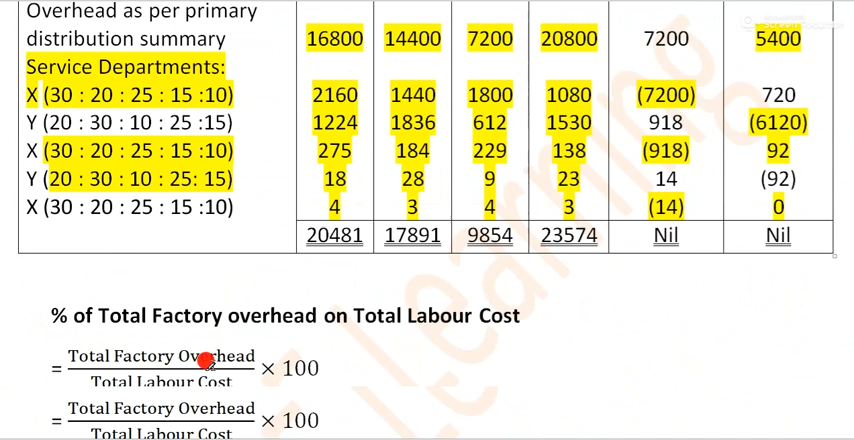 Overhead as per primary
distribution summary 16800 14400 7200 20800 7200 5400
Service Departments:
X (30 : 20 : 25 : 15 :10) 2160 1440 1800 1080 (7200) 720
Y (20 : 30 : 10 : 25 :15) 1224 1836 612 1530 918 (6120)
X (30 : 20 : 25 : 15 :10) 275 184 229 138 (918) 92
Y (20 : 30 : 10 : 25: 15) 18 28 9 23 14 (92)
X (30 : 20 : 25 : 15 :10) 4 3 4 3 (14) 0
20481 17891 9854 23574 Nil Nil
% of Total Factory overhead on Total Labour Cost
= Total Factory Overhead
Total Labour Cost × 100
= Total Factory Overhead
Total Labour Cost × 100
Learning